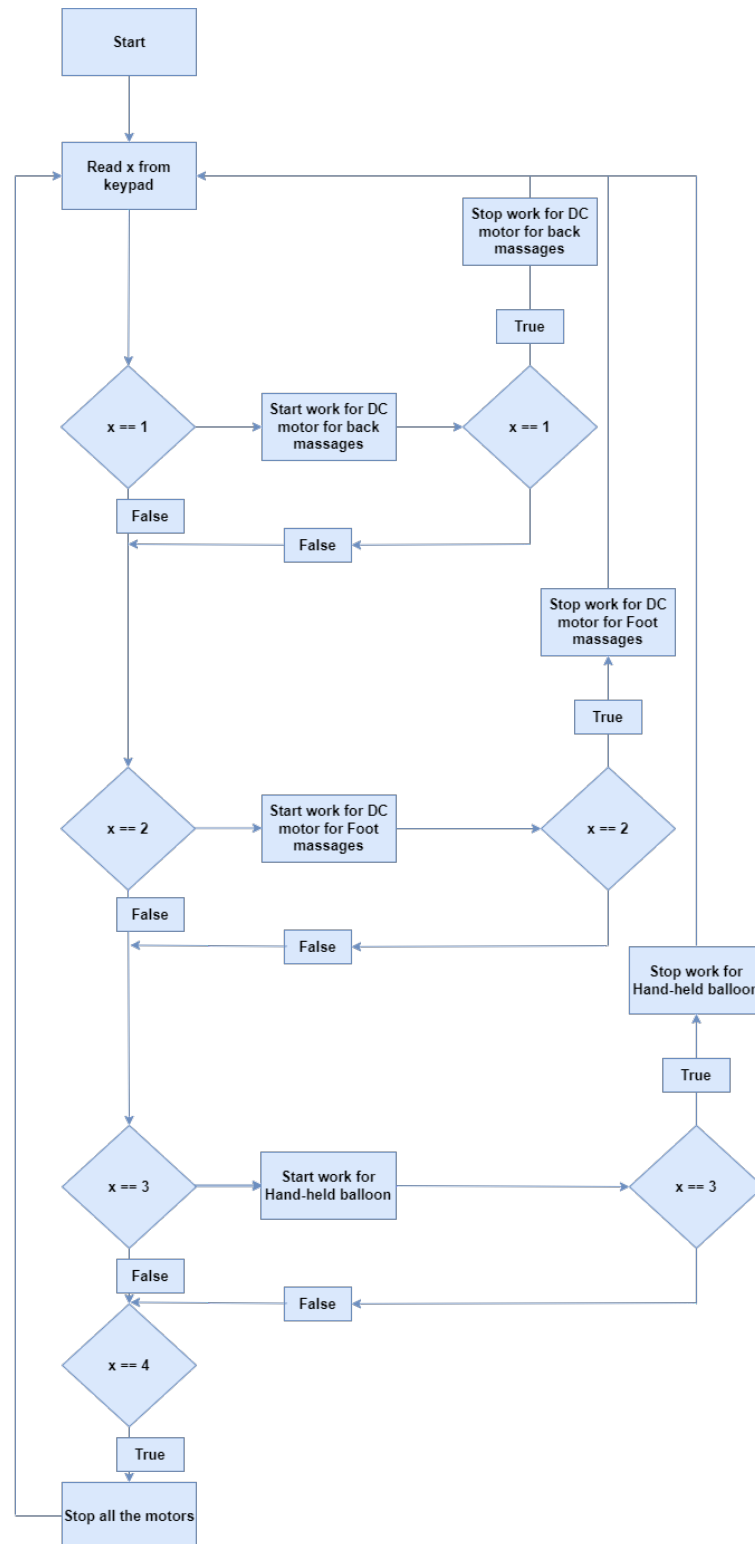 Start
Read x from
keypad
Stop work for DC
motor for back
massages
True
x == 1
Start work for DC
motor for back
massages
x == 1
False
False
Stop work for DC
motor for Foot
massages
True
x == 2
Start work for DC
motor for Foot
massages
x == 2
False
False
Stop work for
Hand-held balloon
True
x == 3
Start work for
Hand-held balloon
x == 3
False
False
x == 4
True
Stop all the motors